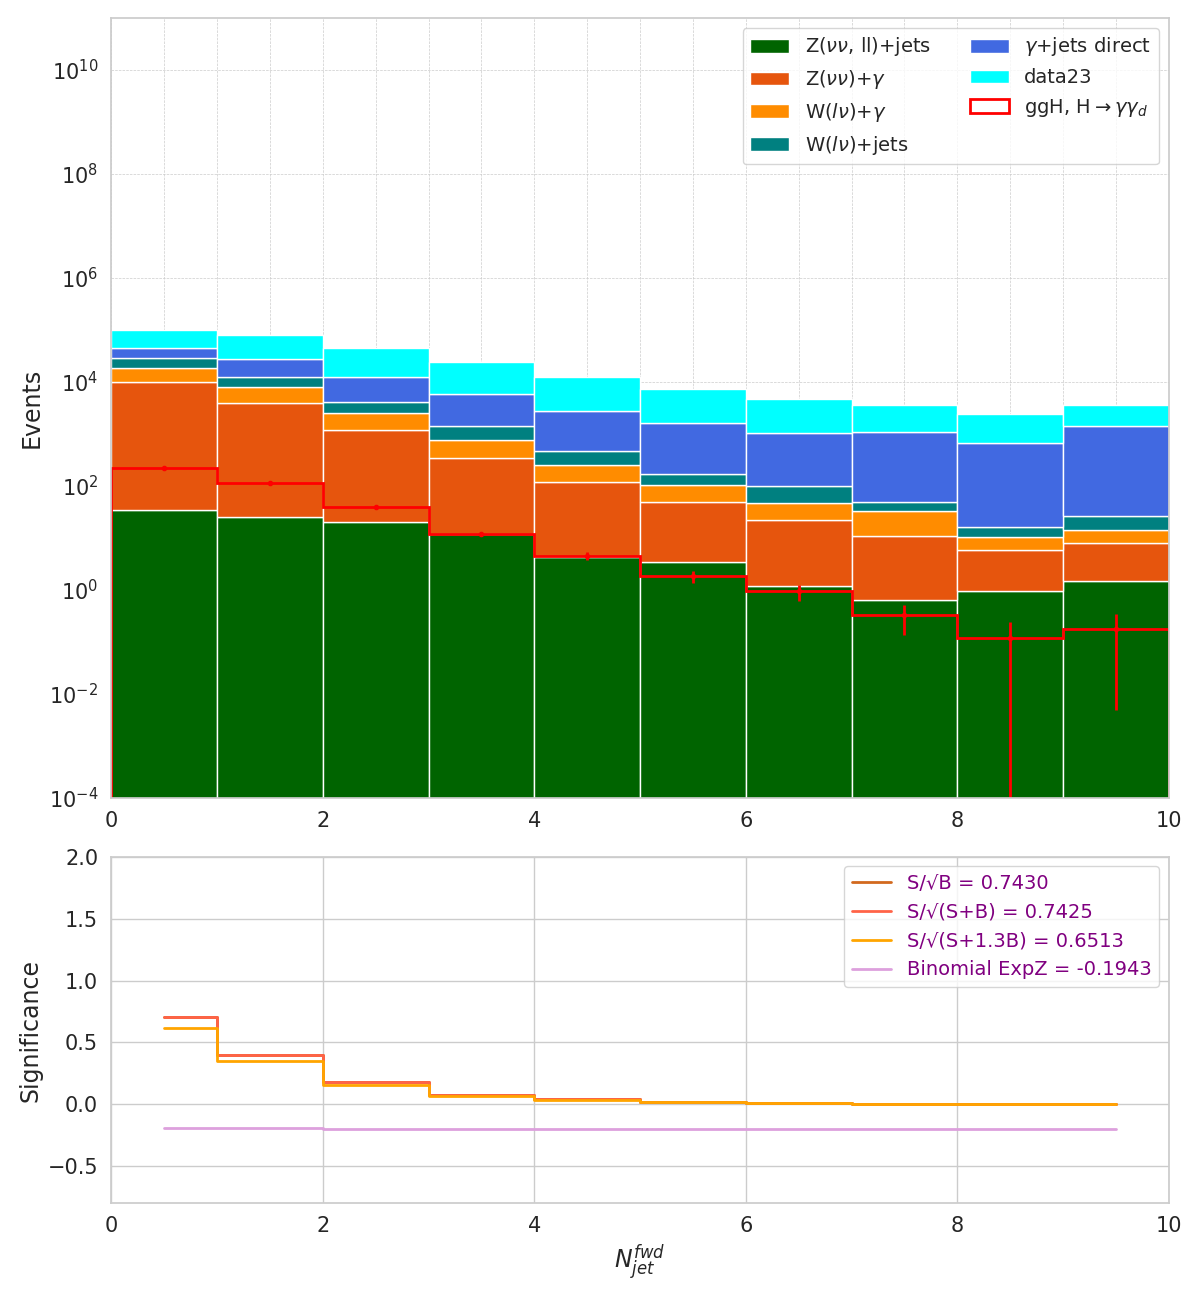 Z(νν, ll)+jets
Z(νν)+γ
W(lν)+γ
W(lν)+jets
γ+jets direct
data23
ggH, H→γγ_d
Events
10^10
10^8
10^6
10^4
10^2
10^0
10^−2
10^−4
0 2 4 6 8 10
S/√B = 0.7430
S/√(S+B) = 0.7425
S/√(S+1.3B) = 0.6513
Binomial ExpZ = -0.1943
Significance
2.0
1.5
1.0
0.5
0.0
−0.5
0 2 4 6 8 10
N_jet^fwd